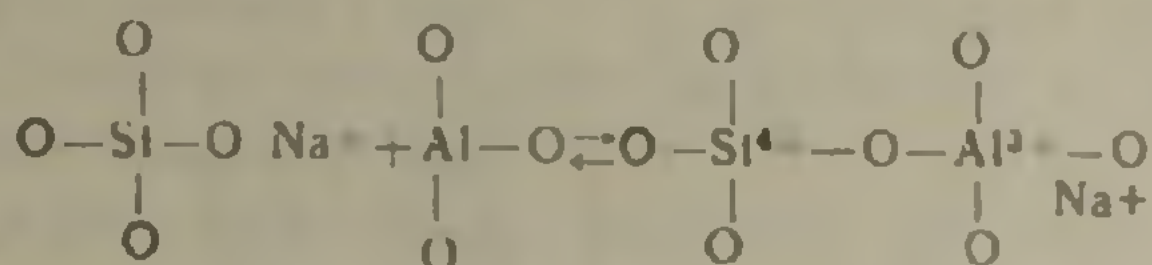 O O O O
O — Si — O Na + + Al — O ⇄ O — Si⁴ + — O — Al³ + — O
Na+
O O O O